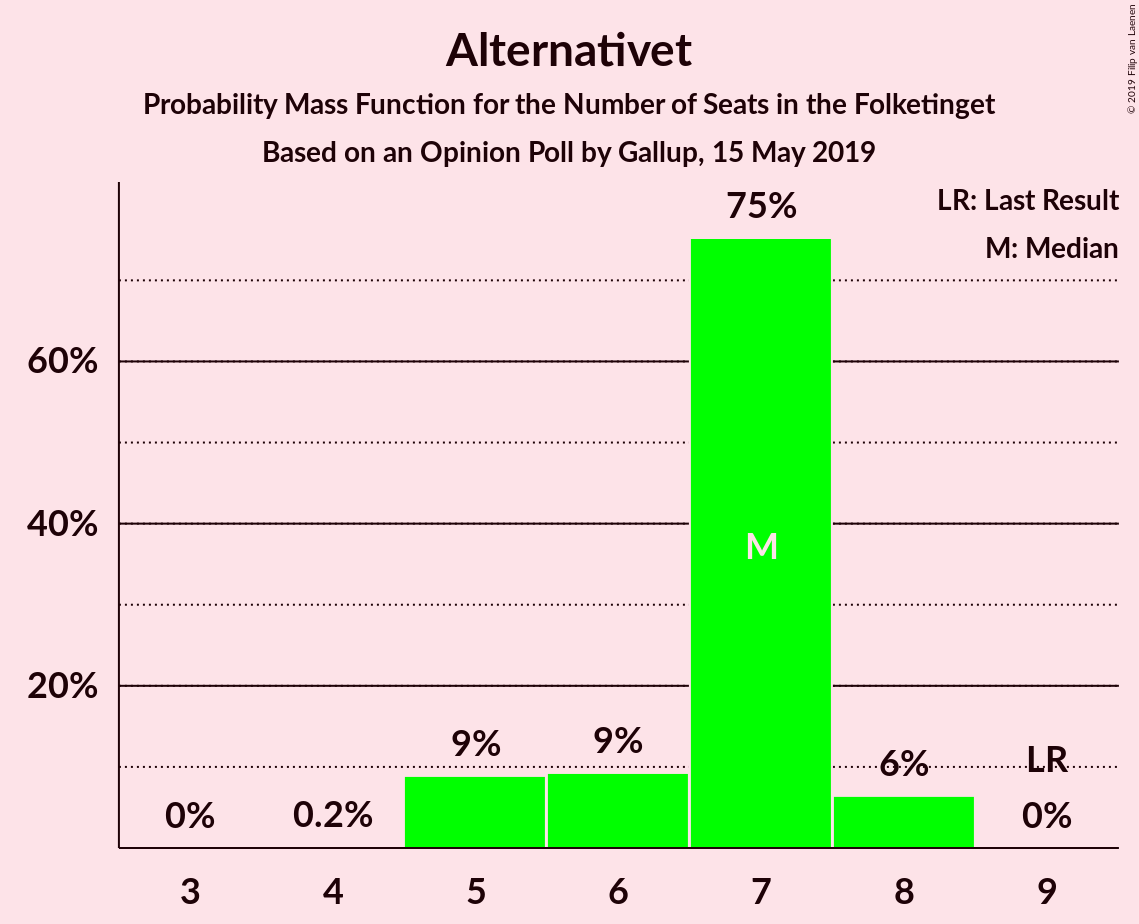 Alternativet
Probability Mass Function for the Number of Seats in the Folketinget
Based on an Opinion Poll by Gallup, 15 May 2019
© 2019 Filip van Laenen
LR: Last Result
M: Median
75%
60%
40%
M
20%
9%
9%
6%
LR
0%
0.2%
0%
3
4
5
6
7
8
9